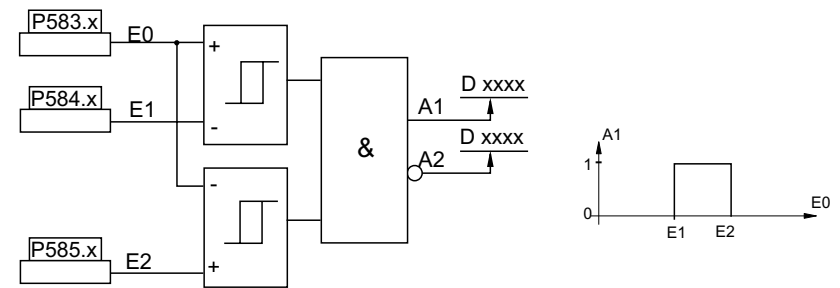 P583.x
E0
+
P584.x
E1
-
D xxxx
A1
D xxxx
&
A2
-
P585.x
E2
+
A1
1
0
E0
E1
E2